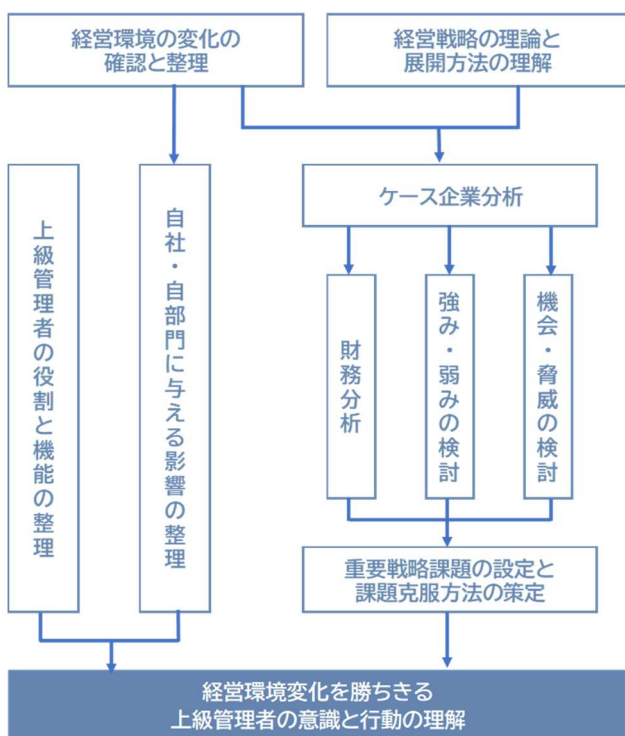 経営環境の変化の
確認と整理
経営戦略の理論と
展開方法の理解
ケース企業分析
上級管理者の役割と機能の整理
自社・自部門に与える影響の整理
財務分析
強み・弱みの検討
機会・脅威の検討
重要戦略課題の設定と
課題克服方法の策定
経営環境変化を勝ちきる
上級管理者の意識と行動の理解